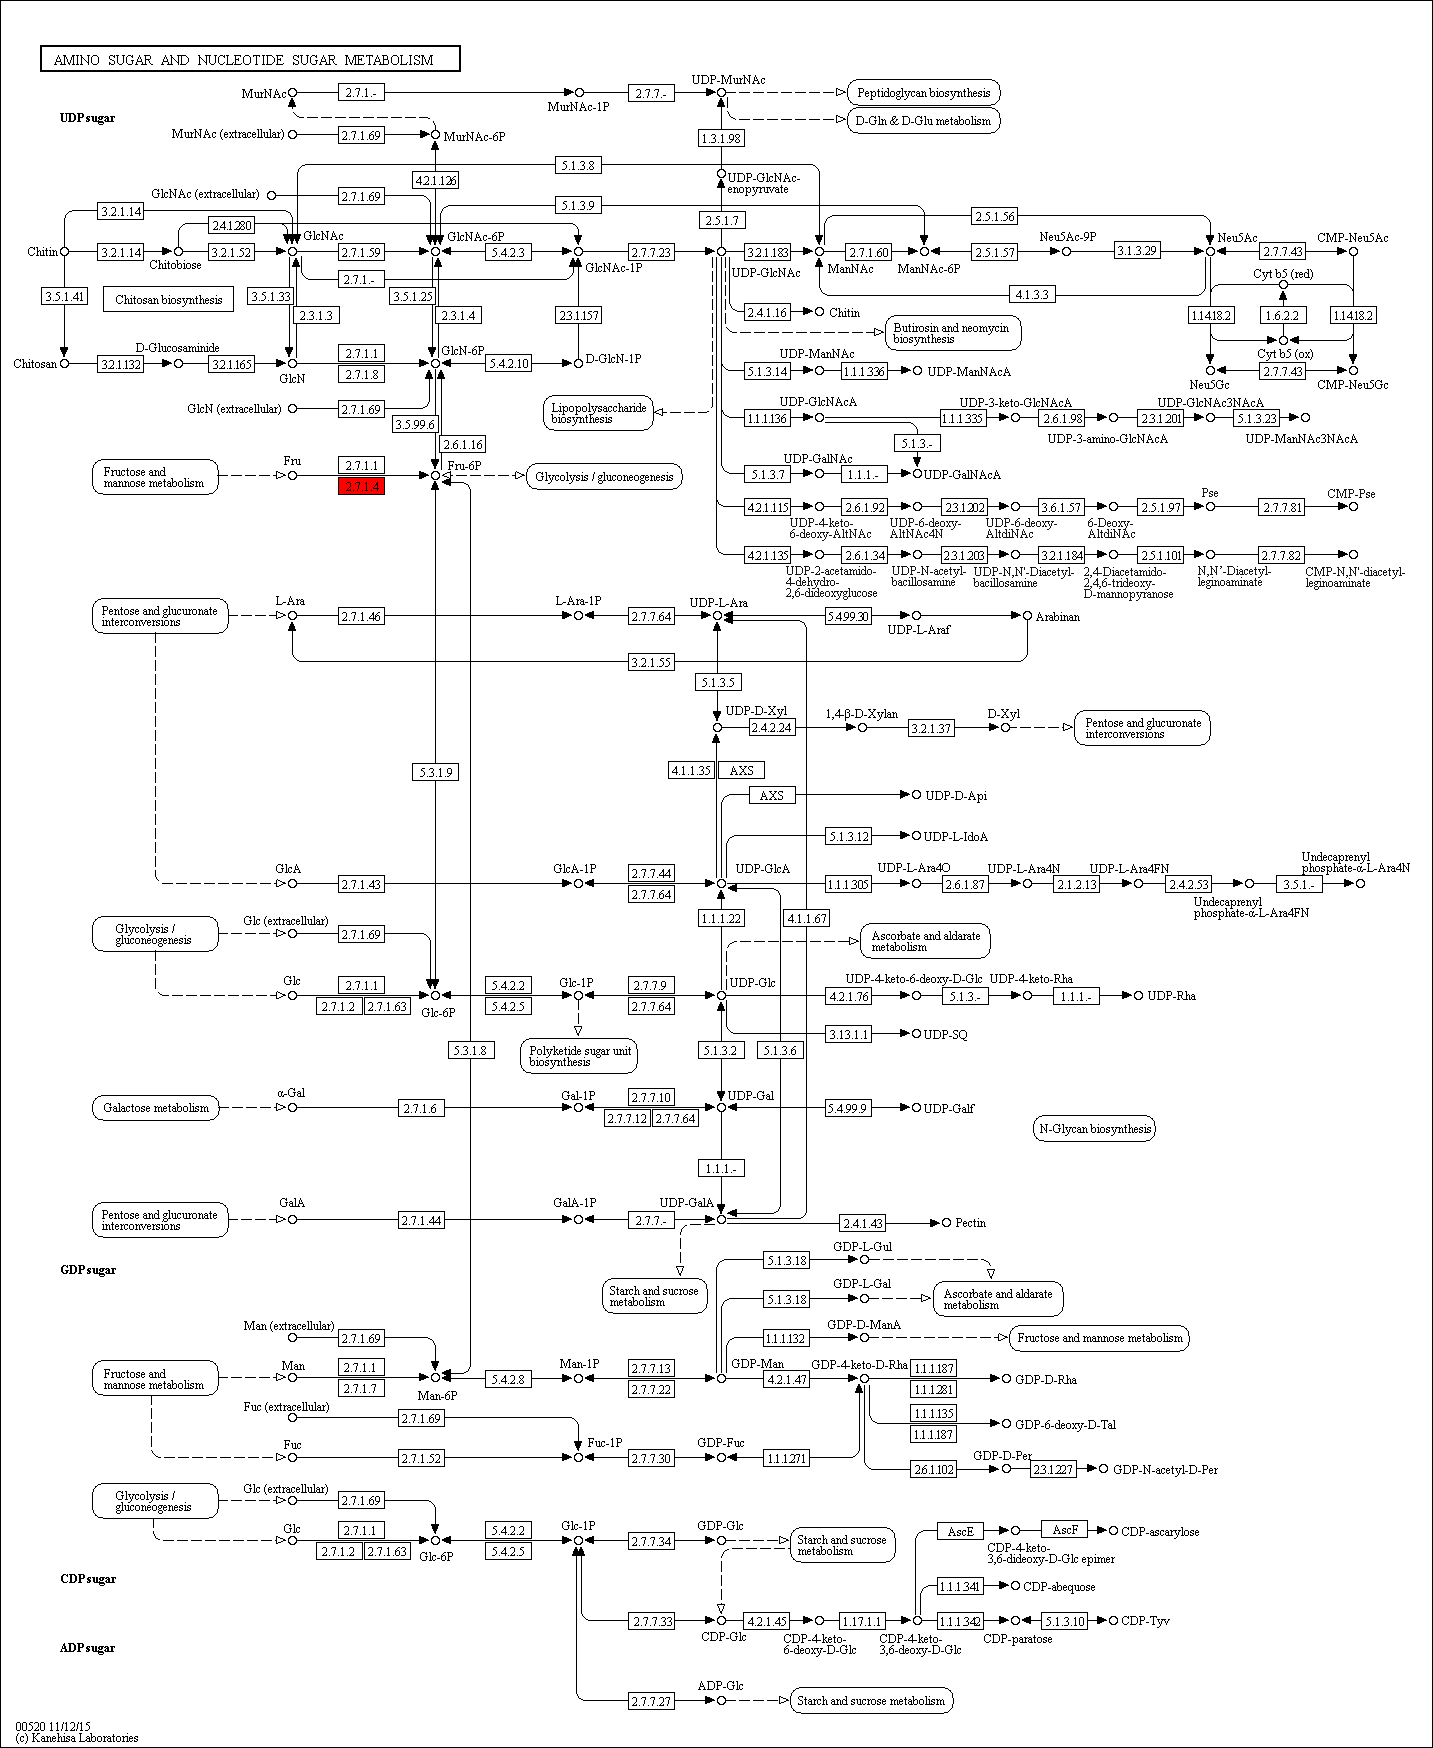 AMINO SUGAR AND NUCLEOTIDE SUGAR METABOLISM
UDP sugar
MurNAc
2.7.1.-
MurNAc-1P
2.7.7.-
UDP-MurNAc
Peptidoglycan biosynthesis
D-Gln & D-Glu metabolism
MurNAc (extracellular)
2.7.1.69
MurNAc-6P
1.3.1.98
5.1.3.8
4.2.1.126
UDP-GlcNAc-
enopyruvate
GlcNAc (extracellular)
2.7.1.69
5.1.3.9
3.2.1.14
2.4.1.280
2.5.1.7
2.5.1.56
Chitin
3.2.1.14
Chitobiose
3.2.1.52
GlcNAc
2.7.1.59
GlcNAc-6P
5.4.2.3
GlcNAc-1P
2.7.7.23
UDP-GlcNAc
3.2.1.183
ManNAc
2.7.1.60
ManNAc-6P
2.5.1.57
Neu5Ac-9P
3.1.3.29
Neu5Ac
2.7.7.43
CMP-Neu5Ac
2.7.1.-
Cyt b5 (red)
3.5.1.41
Chitosan biosynthesis
3.5.1.33
3.5.1.25
4.1.3.3
2.3.1.3
2.3.1.4
2.3.1.157
2.4.1.16
Chitin
1.14.18.2
1.6.2.2
1.14.18.2
Butirosin and neomycin
biosynthesis
Cyt b5 (ox)
Chitosan
3.2.1.132
D-Glucosaminide
3.2.1.165
GlcN
2.7.1.1
2.7.1.8
GlcN-6P
5.4.2.10
D-GlcN-1P
UDP-ManNAc
5.1.3.14
1.1.1.336
UDP-ManNAcA
Neu5Gc
2.7.7.43
CMP-Neu5Gc
GlcN (extracellular)
2.7.1.69
3.5.99.6
2.6.1.16
Lipopolysaccharide
biosynthesis
UDP-GlcNAcA
1.1.1.136
UDP-3-keto-GlcNAcA
1.1.1.335
2.6.1.98
UDP-3-amino-GlcNAcA
UDP-GlcNAc3NAcA
2.3.1.201
5.1.3.23
UDP-ManNAc3NAcA
5.1.3.-
Fructose and
mannose metabolism
Fru
2.7.1.1
2.7.1.4
Fru-6P
Glycolysis / gluconeogenesis
UDP-GalNAc
5.1.3.7
1.1.1.-
UDP-GalNAcA
4.2.1.115
UDP-4-keto-
6-deoxy-AltNAc
2.6.1.92
UDP-6-deoxy-
AltNAc4N
2.3.1.202
UDP-6-deoxy-
AltdiNAc
3.6.1.57
6-Deoxy-
AltdiNAc
2.5.1.97
Pse
2.7.7.81
CMP-Pse
4.2.1.135
UDP-2-acetamido-
4-dehydro-
2,6-dideoxyglucose
2.6.1.34
UDP-N-acetyl-
bacillosamine
2.3.1.203
UDP-N,N'-Diacetyl-
bacillosamine
3.2.1.184
2,4-Diacetamido-
2,4,6-trideoxy-
D-mannopyranose
2.5.1.101
N,N'-Diacetyl-
leginoaminate
2.7.7.82
CMP-N,N'-diacetyl-
leginoaminate
Pentose and glucuronate
interconversions
L-Ara
2.7.1.46
L-Ara-1P
2.7.7.64
UDP-L-Ara
5.4.99.30
UDP-L-Araf
Arabinan
3.2.1.55
5.1.3.5
UDP-D-Xyl
2.4.2.24
1,4-β-D-Xylan
3.2.1.37
D-Xyl
Pentose and glucuronate
interconversions
5.3.1.9
4.1.1.35
AXS
AXS
UDP-D-Api
5.1.3.12
UDP-L-IdoA
GlcA
2.7.1.43
GlcA-1P
2.7.7.44
2.7.7.64
UDP-GlcA
1.1.1.305
UDP-L-Ara4O
2.6.1.87
UDP-L-Ara4N
2.1.2.13
UDP-L-Ara4FN
2.4.2.53
Undecaprenyl
phosphate-α-L-Ara4FN
3.5.1.-
Undecaprenyl
phosphate-α-L-Ara4N
1.1.1.22
4.1.1.67
Glycolysis /
gluconeogenesis
Glc (extracellular)
2.7.1.69
Ascorbate and aldarate
metabolism
Glc
2.7.1.1
2.7.1.2
2.7.1.63
Glc-6P
5.4.2.2
5.4.2.5
Glc-1P
2.7.7.9
2.7.7.64
UDP-Glc
4.2.1.76
UDP-4-keto-6-deoxy-D-Glc
5.1.3.-
UDP-4-keto-Rha
1.1.1.-
UDP-Rha
3.13.1.1
UDP-SQ
5.3.1.8
Polyketide sugar unit
biosynthesis
5.1.3.2
5.1.3.6
Galactose metabolism
α-Gal
2.7.1.6
Gal-1P
2.7.7.10
2.7.7.12
2.7.7.64
UDP-Gal
5.4.99.9
UDP-Galf
N-Glycan biosynthesis
1.1.1.-
Pentose and glucuronate
interconversions
GalA
2.7.1.44
GalA-1P
2.7.7.-
UDP-GalA
2.4.1.43
Pectin
GDP sugar
Starch and sucrose
metabolism
5.1.3.18
GDP-L-Gul
5.1.3.18
GDP-L-Gal
Ascorbate and aldarate
metabolism
Man (extracellular)
2.7.1.69
1.1.1.132
GDP-D-ManA
Fructose and mannose metabolism
Fructose and
mannose metabolism
Man
2.7.1.1
2.7.1.7
Man-6P
5.4.2.8
Man-1P
2.7.7.13
2.7.7.22
GDP-Man
4.2.1.47
GDP-4-keto-D-Rha
1.1.1.187
1.1.1.281
GDP-D-Rha
Fuc (extracellular)
2.7.1.69
1.1.1.135
1.1.1.187
GDP-6-deoxy-D-Tal
Fuc
2.7.1.52
Fuc-1P
2.7.7.30
GDP-Fuc
1.1.1.271
2.6.1.102
GDP-D-Per
2.3.1.227
GDP-N-acetyl-D-Per
Glycolysis /
gluconeogenesis
Glc (extracellular)
2.7.1.69
Glc
2.7.1.1
2.7.1.2
2.7.1.63
Glc-6P
5.4.2.2
5.4.2.5
Glc-1P
2.7.7.34
GDP-Glc
Starch and sucrose
metabolism
AscE
CDP-4-keto-
3,6-dideoxy-D-Glc epimer
AscF
CDP-ascarylose
CDP sugar
1.1.1.341
CDP-abequose
2.7.7.33
CDP-Glc
4.2.1.45
CDP-4-keto-
6-deoxy-D-Glc
1.17.1.1
CDP-4-keto-
3,6-deoxy-D-Glc
1.1.1.342
CDP-paratose
5.1.3.10
CDP-Tyv
ADP sugar
2.7.7.27
ADP-Glc
Starch and sucrose metabolism
00520 11/12/15
(c) Kanehisa Laboratories